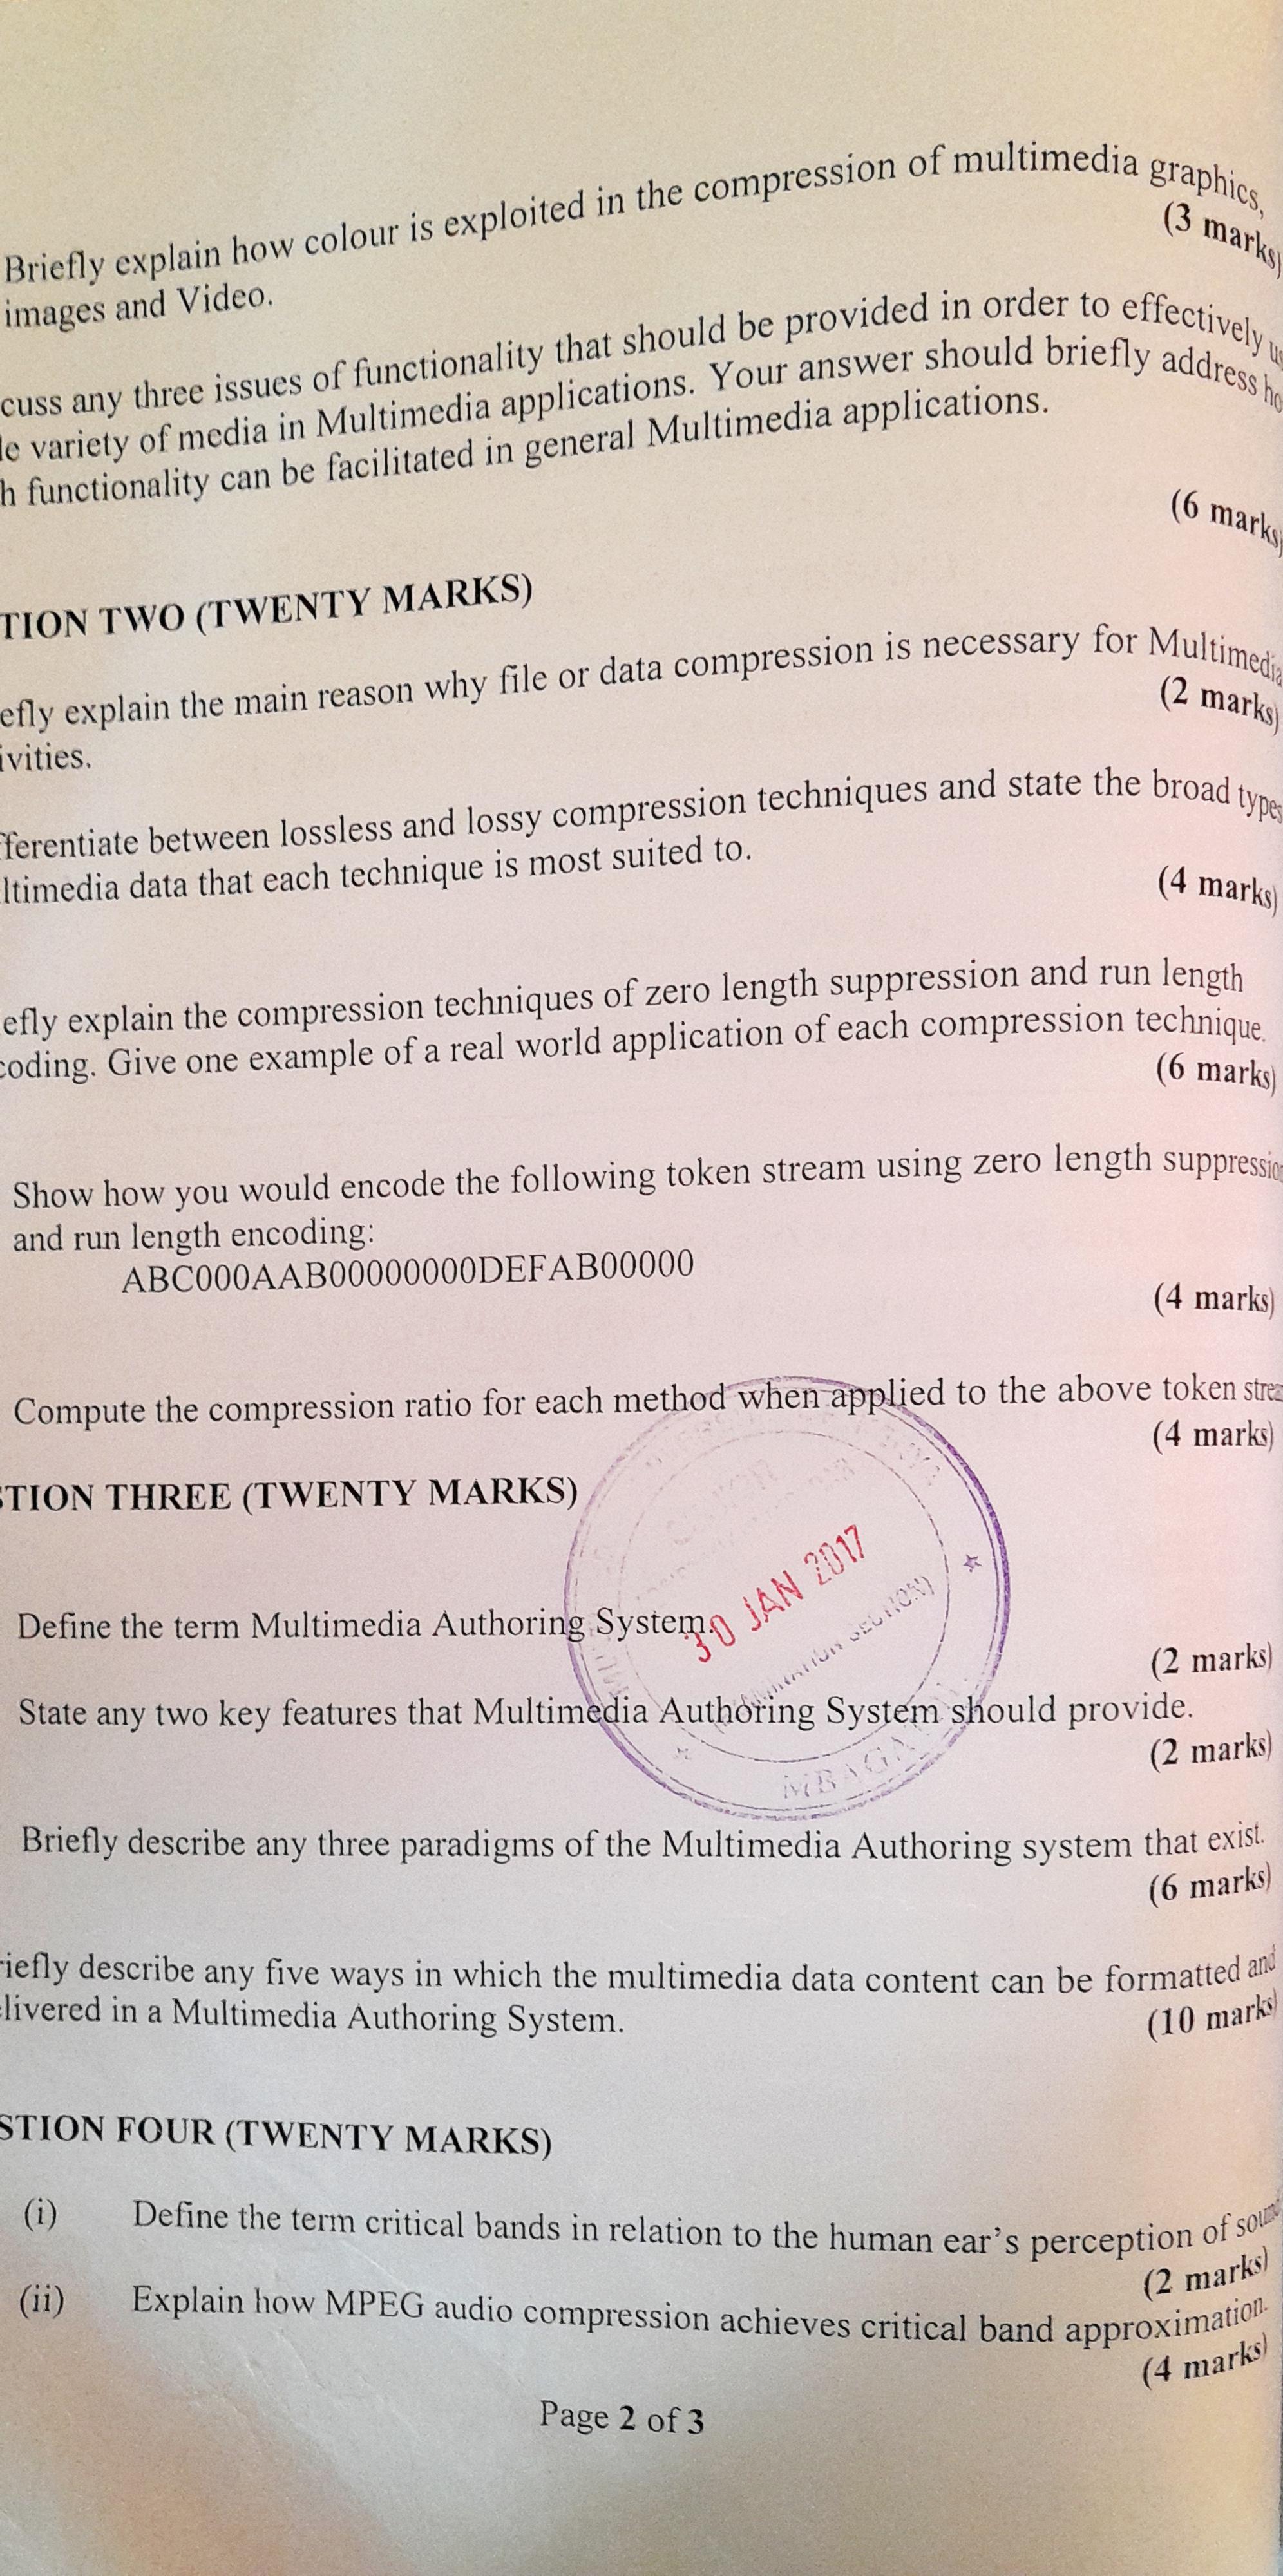 Briefly explain how colour is exploited in the compression of multimedia graphics,
images and Video.
(3 marks)
cuss any three issues of functionality that should be provided in order to effectively
le variety of media in Multimedia applications. Your answer should briefly address
h functionality can be facilitated in general Multimedia applications.
(6 marks)
TION TWO (TWENTY MARKS)
efly explain the main reason why file or data compression is necessary for Multimedia
ivities.
(2 marks)
fferentiate between lossless and lossy compression techniques and state the broad types
ltimedia data that each technique is most suited to.
(4 marks)
efly explain the compression techniques of zero length suppression and run length
coding. Give one example of a real world application of each compression technique.
(6 marks)
Show how you would encode the following token stream using zero length suppressio
and run length encoding:
ABC000AAB00000000DEFAB00000
(4 marks)
Compute the compression ratio for each method when applied to the above token strea
(4 marks)
STION THREE (TWENTY MARKS)
30 JAN 2017
Define the term Multimedia Authoring System.
(2 marks)
State any two key features that Multimedia Authoring System should provide.
(2 marks)
Briefly describe any three paradigms of the Multimedia Authoring system that exist.
(6 marks)
riefly describe any five ways in which the multimedia data content can be formatted and
livered in a Multimedia Authoring System.
(10 marks)
STION FOUR (TWENTY MARKS)
(i) Define the term critical bands in relation to the human ear's perception of sound
(2 marks)
(ii) Explain how MPEG audio compression achieves critical band approximation.
(4 marks)
Page 2 of 3